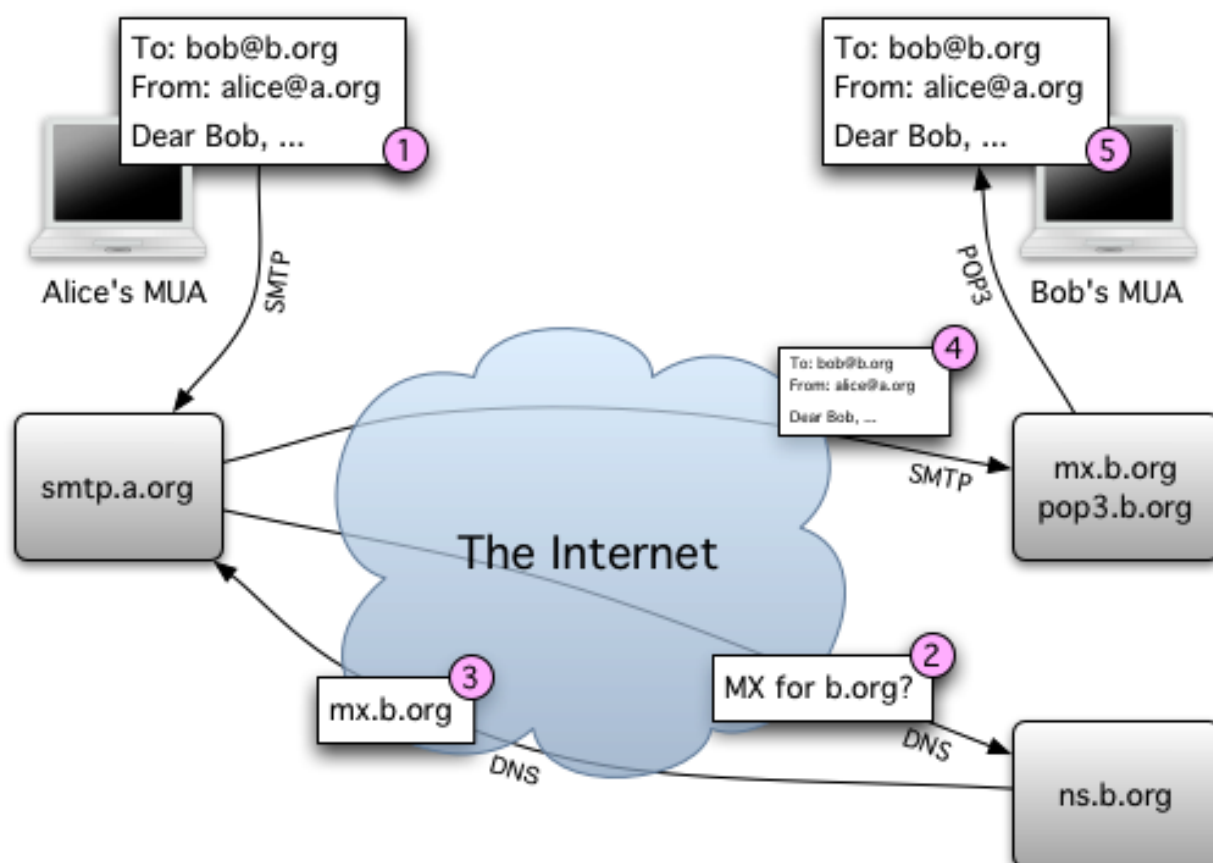 To: bob@b.org
From: alice@a.org
Dear Bob, ...
1
Alice's MUA
SMTP
To: bob@b.org
From: alice@a.org
Dear Bob, ...
5
Bob's MUA
POP3
To: bob@b.org
From: alice@a.org
Dear Bob, ...
4
SMTP
smtp.a.org
mx.b.org
pop3.b.org
The Internet
MX for b.org?
2
DNS
mx.b.org
3
DNS
ns.b.org